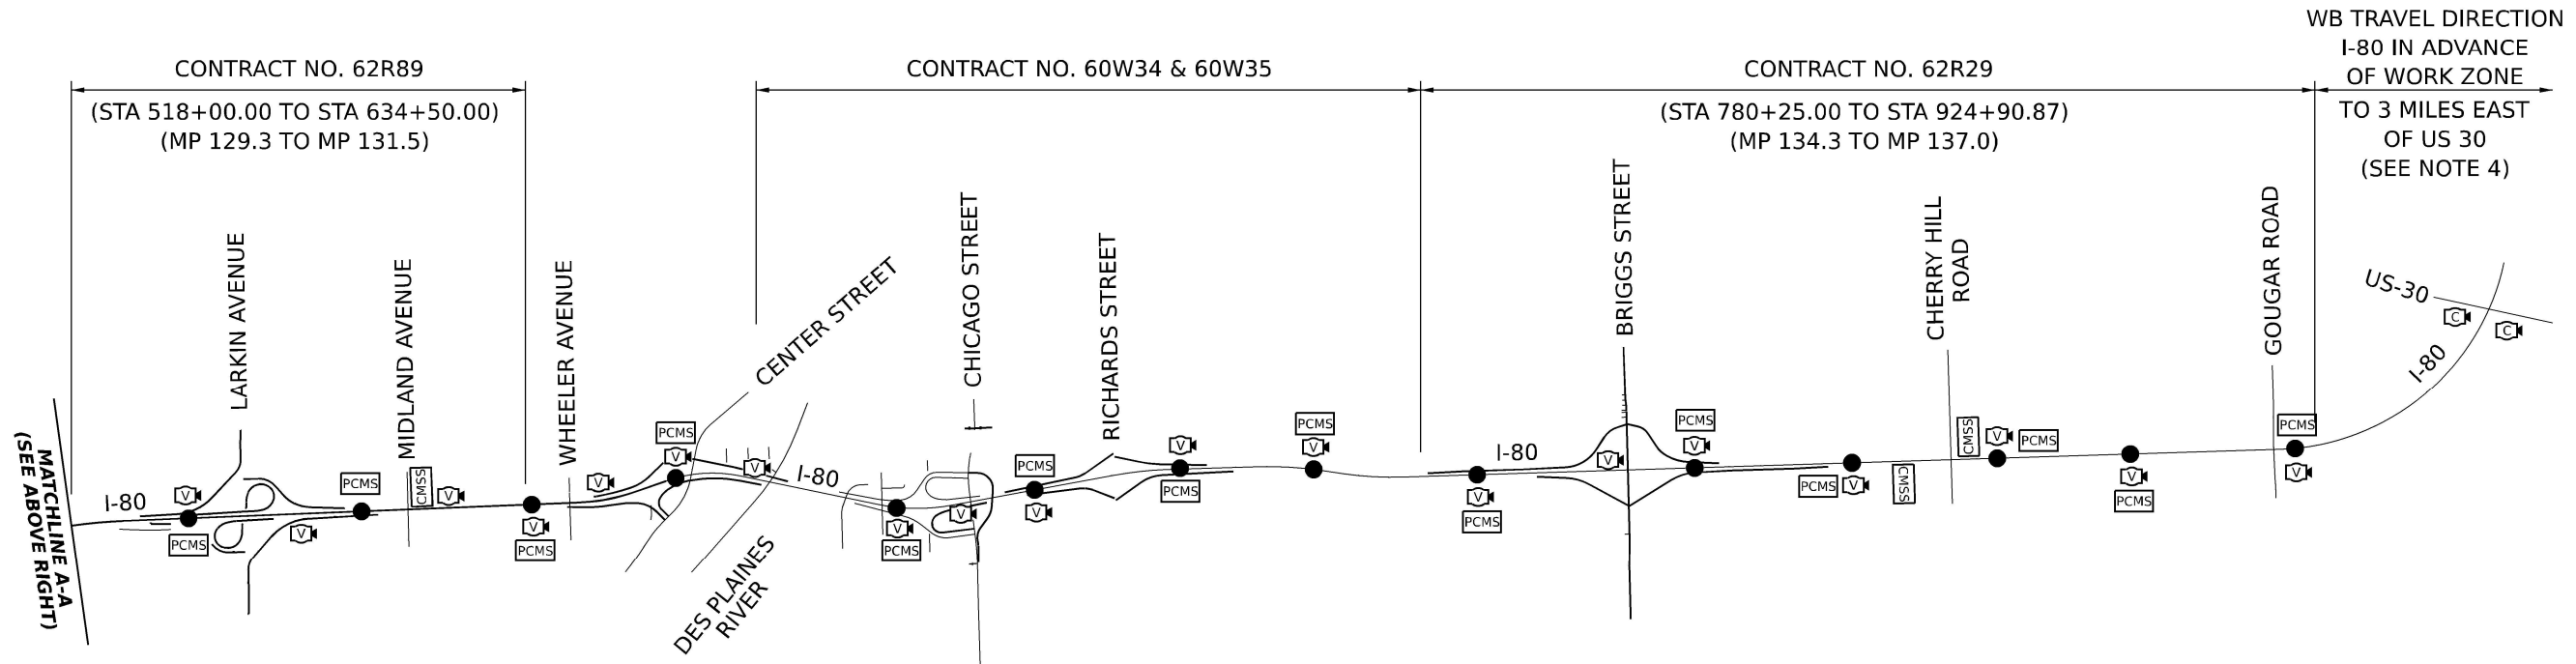 WB TRAVEL DIRECTION
I-80 IN ADVANCE
OF WORK ZONE
TO 3 MILES EAST
OF US 30
(SEE NOTE 4)
CONTRACT NO. 62R89
(STA 518+00.00 TO STA 634+50.00)
(MP 129.3 TO MP 131.5)
CONTRACT NO. 60W34 & 60W35
CONTRACT NO. 62R29
(STA 780+25.00 TO STA 924+90.87)
(MP 134.3 TO MP 137.0)
MATCHLINE A-A
(SEE ABOVE RIGHT)
I-80
V
PCMS
LARKIN AVENUE
V
PCMS
MIDLAND AVENUE
CMSS
V
V
PCMS
WHEELER AVENUE
V
PCMS
V
CENTER STREET
V
DES PLAINES
RIVER
I-80
V
PCMS
CHICAGO STREET
V
PCMS
V
RICHARDS STREET
V
PCMS
PCMS
V
V
PCMS
I-80
BRIGGS STREET
V
PCMS
V
PCMS
V
CMSS
CHERRY HILL
ROAD
CMSS
V
PCMS
V
PCMS
GOUGAR ROAD
PCMS
V
US-30
C
C
I-80